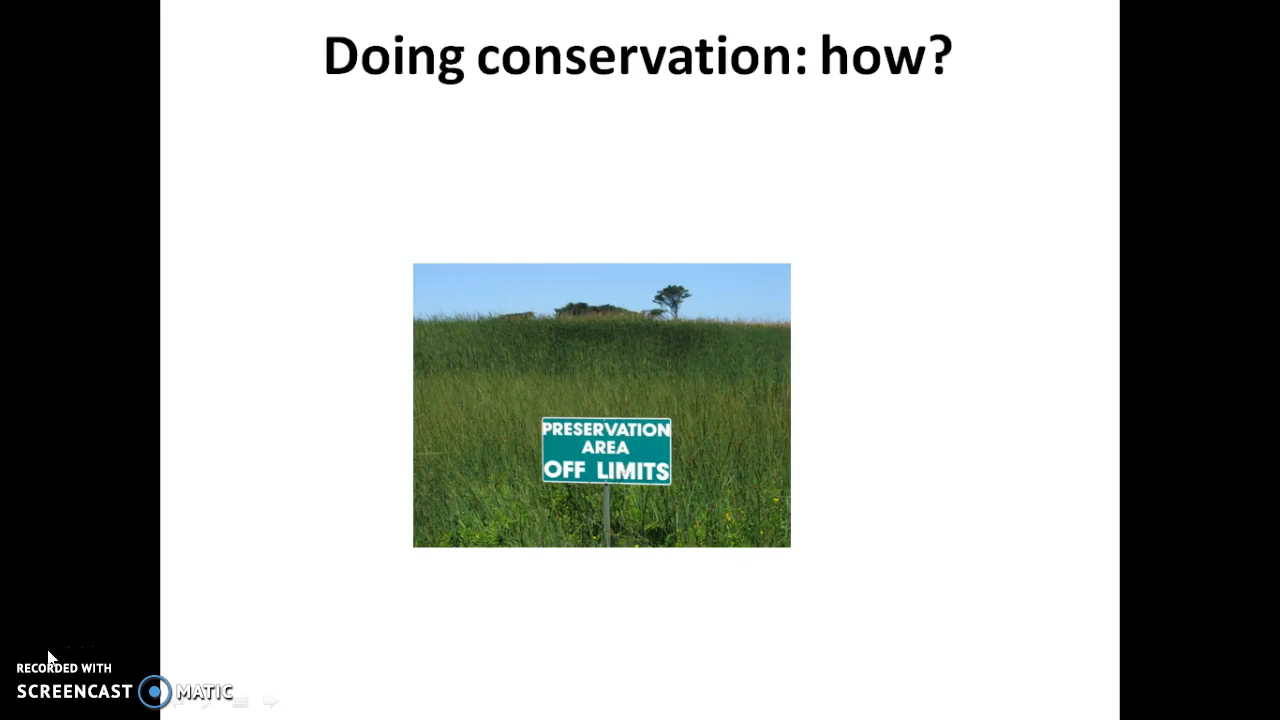 Doing conservation: how?
PRESERVATION
AREA
OFF LIMITS
RECORDED WITH
SCREENCAST MATIC